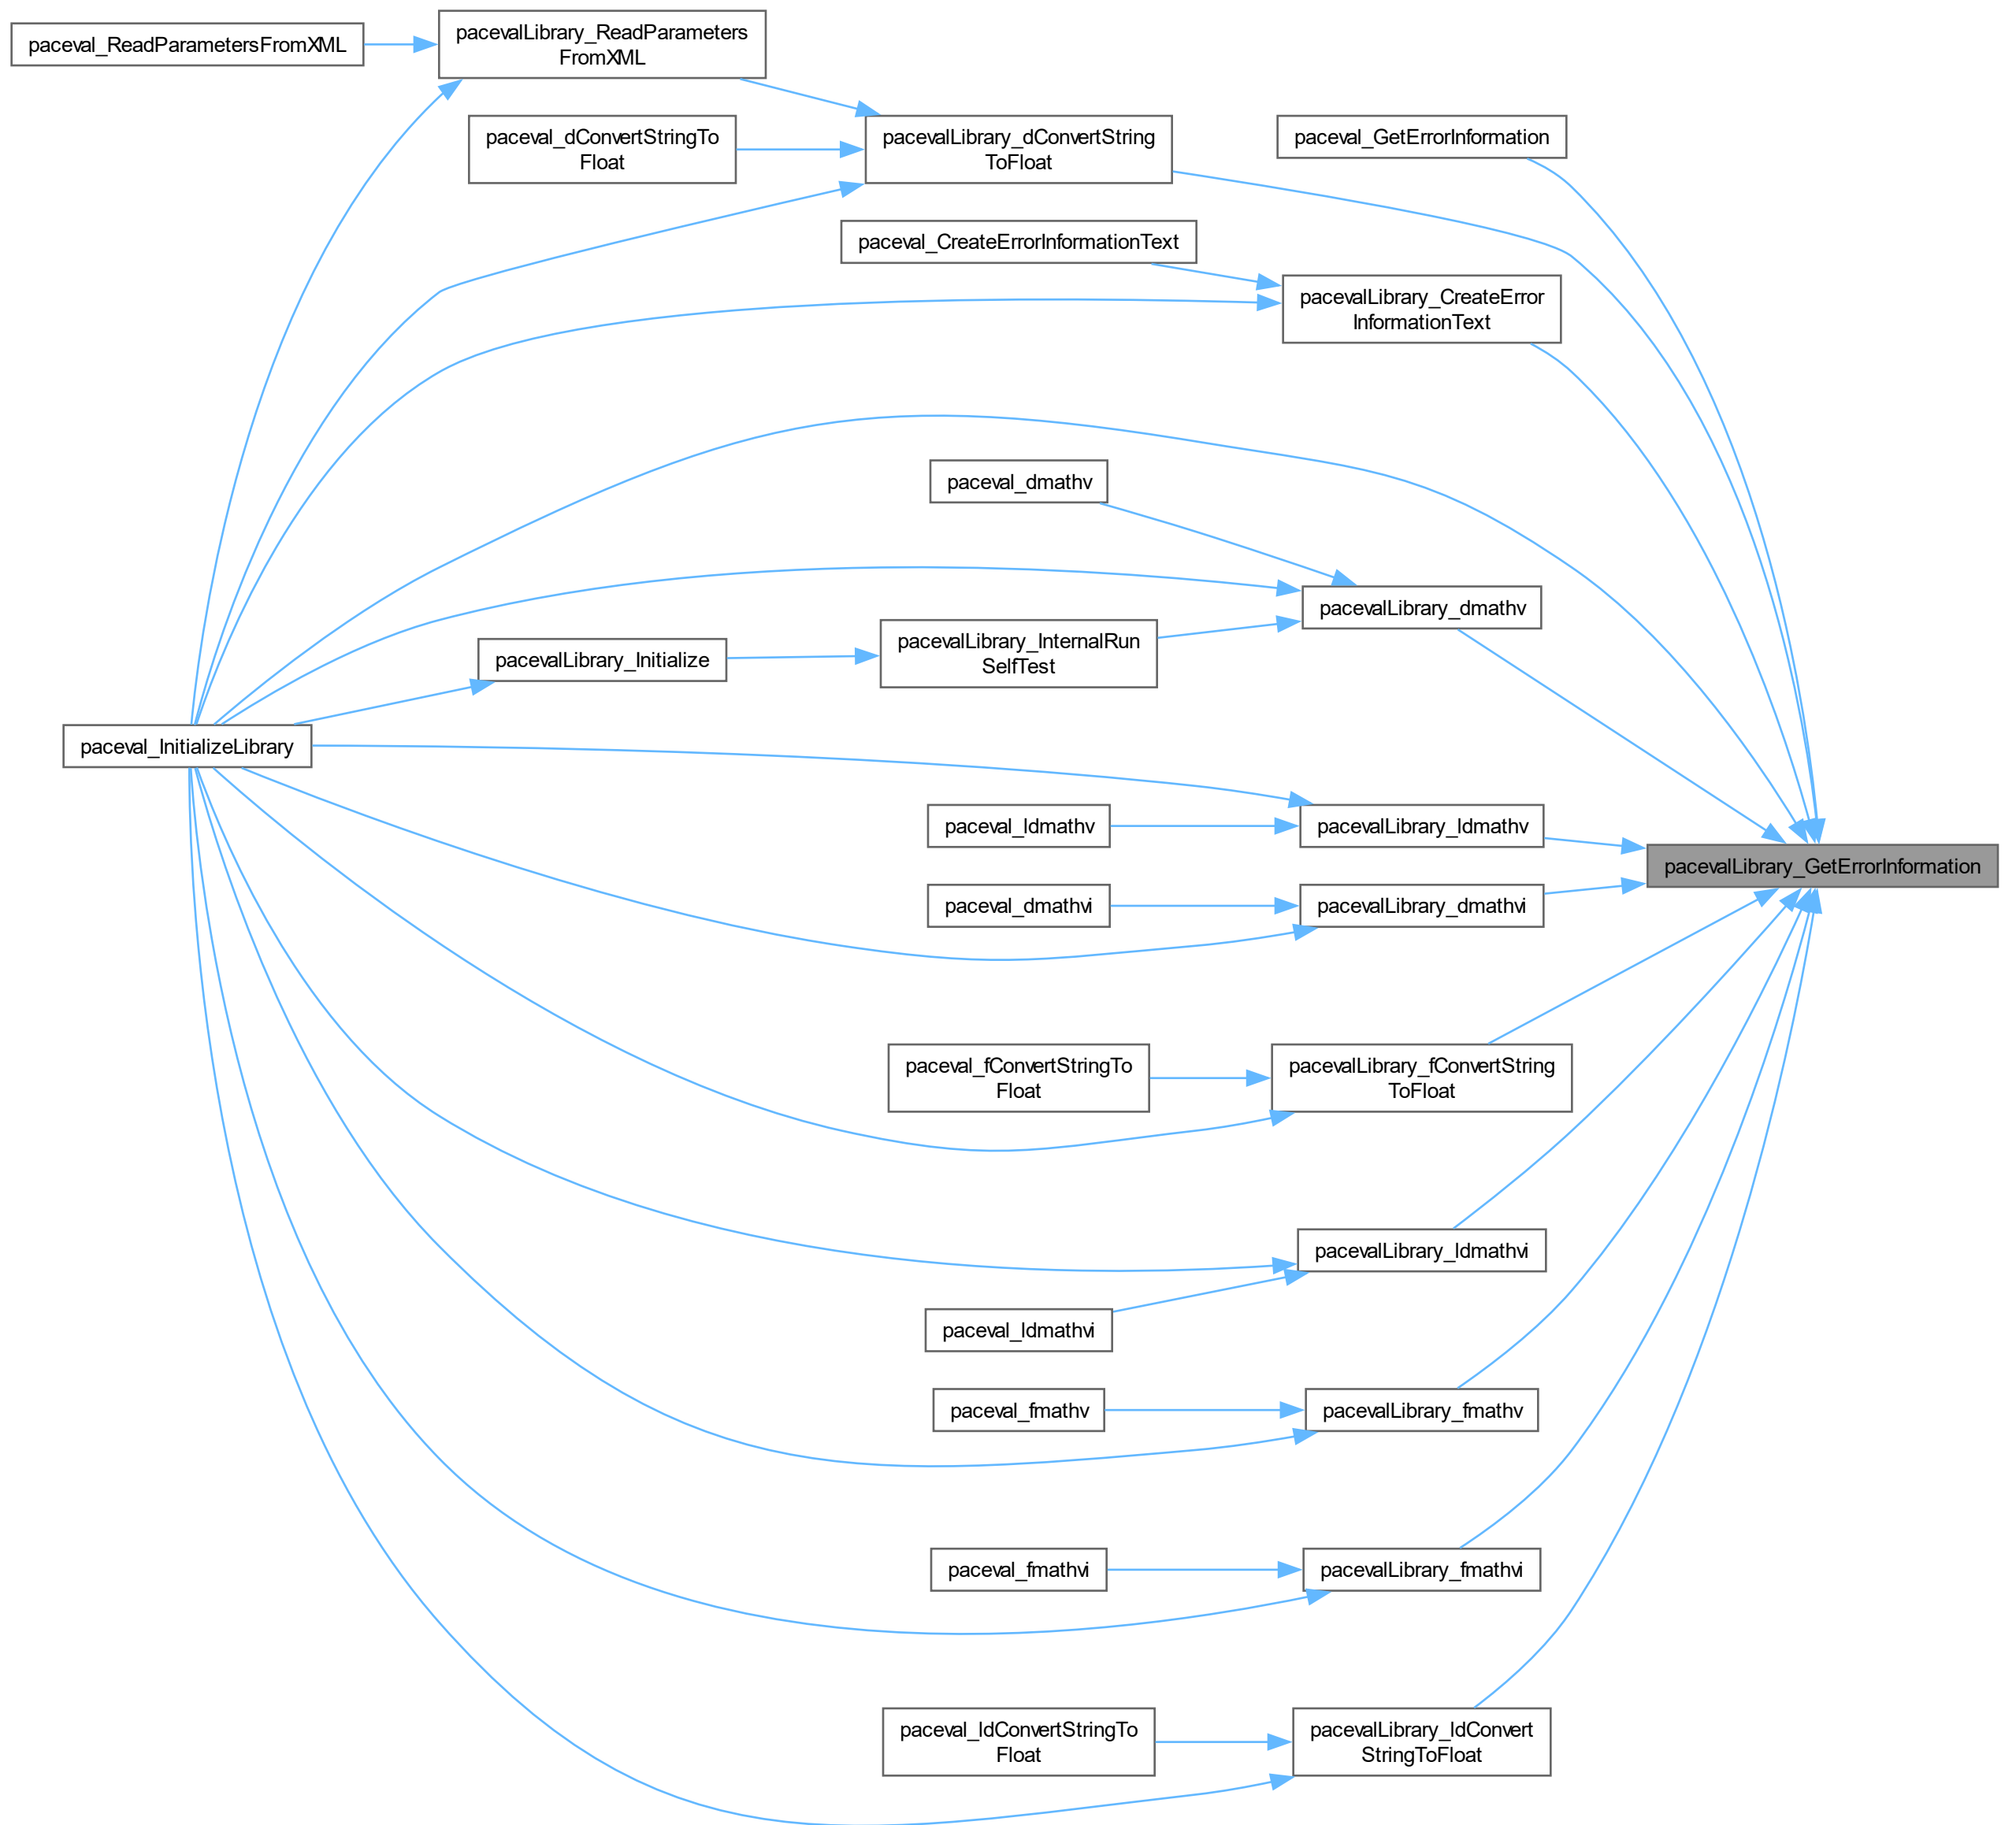 paceval_ReadParametersFromXML
pacevalLibrary_ReadParameters
FromXML
paceval_dConvertStringTo
Float
pacevalLibrary_dConvertString
ToFloat
paceval_GetErrorInformation
paceval_CreateErrorInformationText
pacevalLibrary_CreateError
InformationText
paceval_dmathv
pacevalLibrary_dmathv
pacevalLibrary_InternalRun
SelfTest
pacevalLibrary_Initialize
paceval_InitializeLibrary
paceval_ldmathv
pacevalLibrary_ldmathv
pacevalLibrary_GetErrorInformation
paceval_dmathvi
pacevalLibrary_dmathvi
paceval_fConvertStringTo
Float
pacevalLibrary_fConvertString
ToFloat
pacevalLibrary_ldmathvi
paceval_ldmathvi
paceval_fmathv
pacevalLibrary_fmathv
paceval_fmathvi
pacevalLibrary_fmathvi
paceval_ldConvertStringTo
Float
pacevalLibrary_ldConvert
StringToFloat